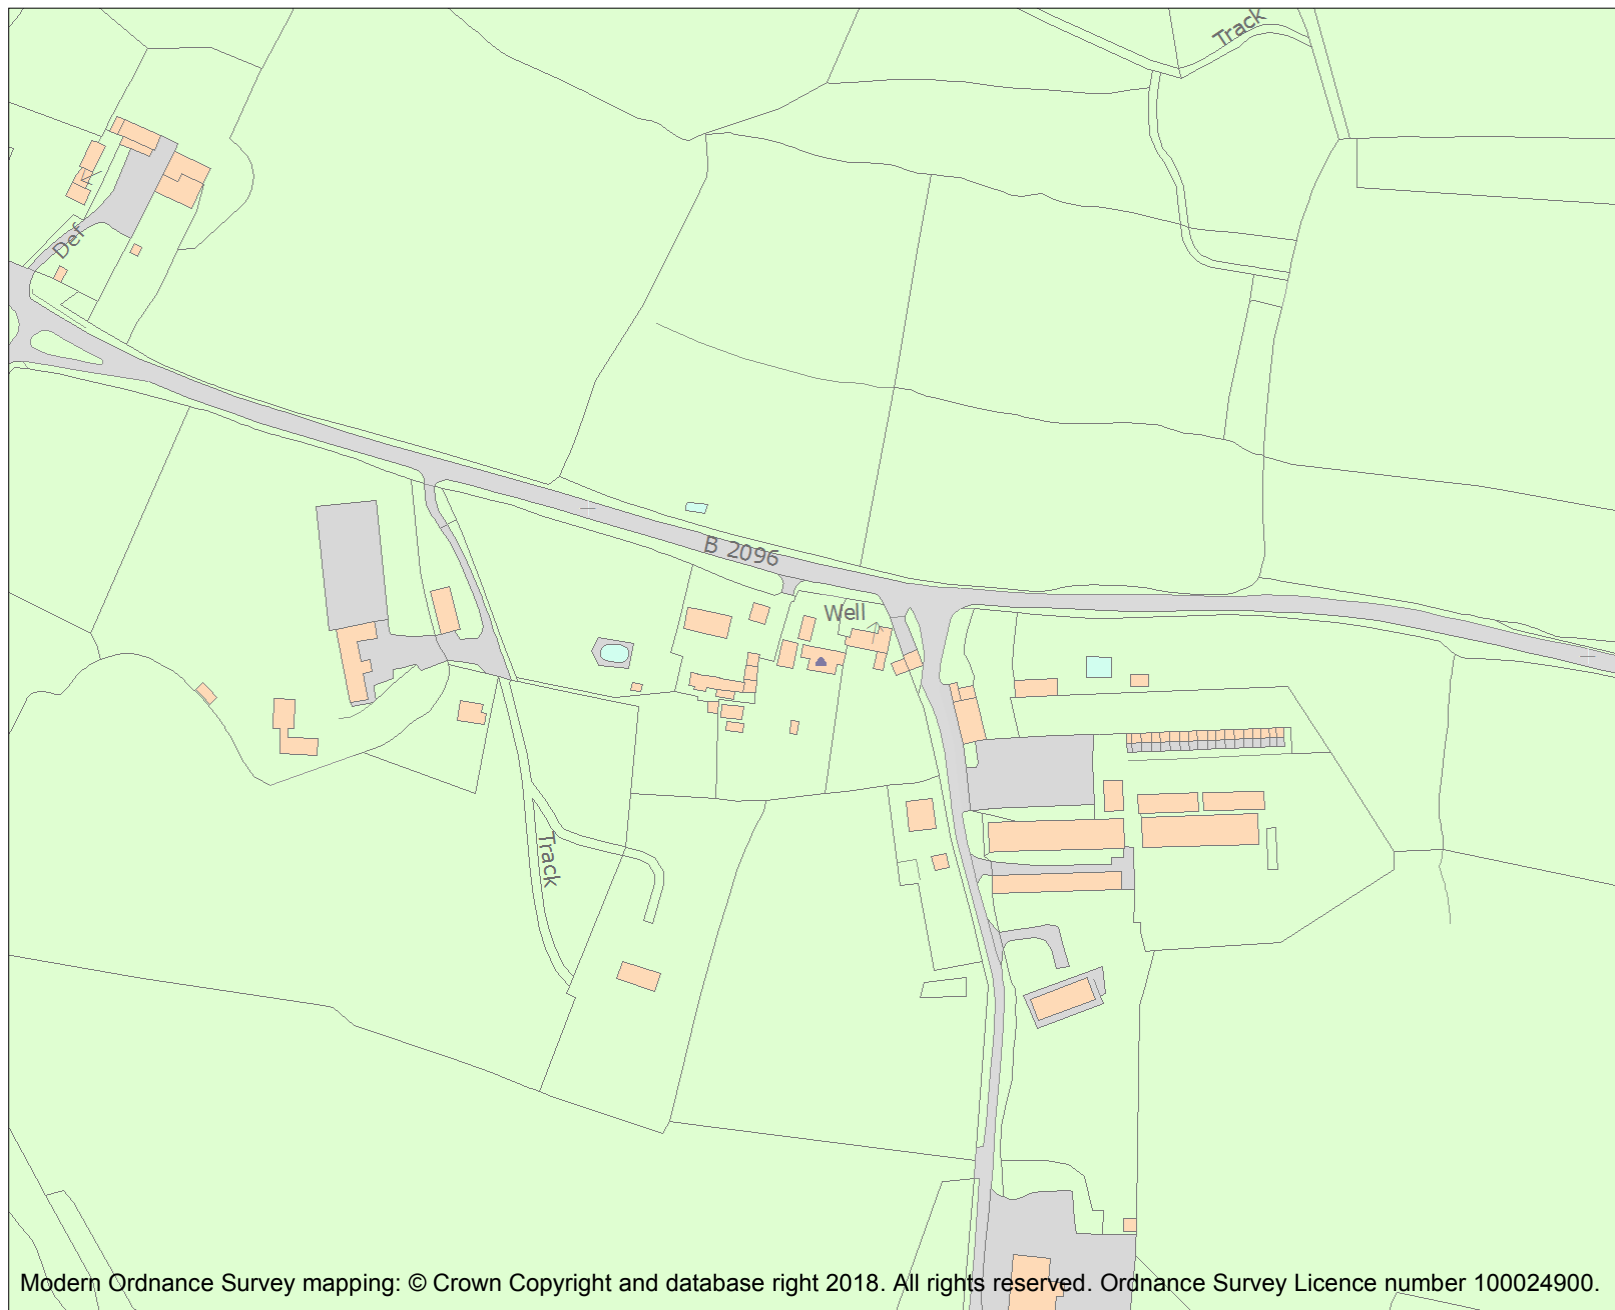 Track
Def
B 2096
Well
Track
Modern Ordnance Survey mapping: © Crown Copyright and database right 2018. All rights reserved. Ordnance Survey Licence number 100024900.